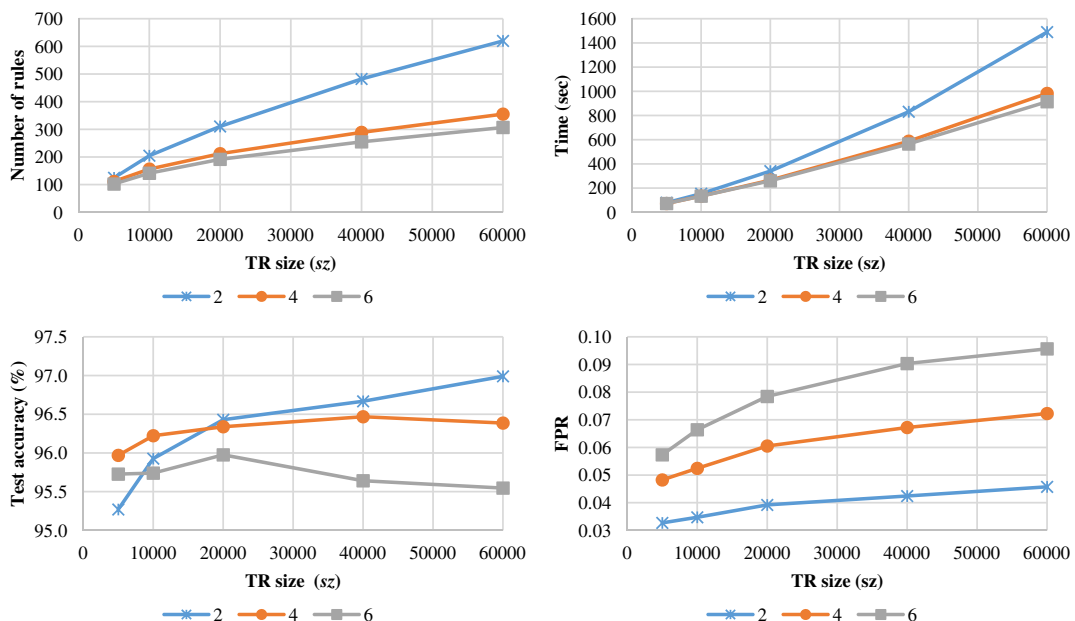 700
600
500
400
300
200
100
0
Number of rules
0 10000 20000 30000 40000 50000 60000
TR size (sz)
2 4 6
1600
1400
1200
1000
800
600
400
200
0
Time (sec)
0 10000 20000 30000 40000 50000 60000
TR size (sz)
2 4 6
97.5
97.0
96.5
96.0
95.5
95.0
Test accuracy (%)
0 10000 20000 30000 40000 50000 60000
TR size (sz)
2 4 6
0.10
0.09
0.08
0.07
0.06
0.05
0.04
0.03
FPR
0 10000 20000 30000 40000 50000 60000
TR size (sz)
2 4 6